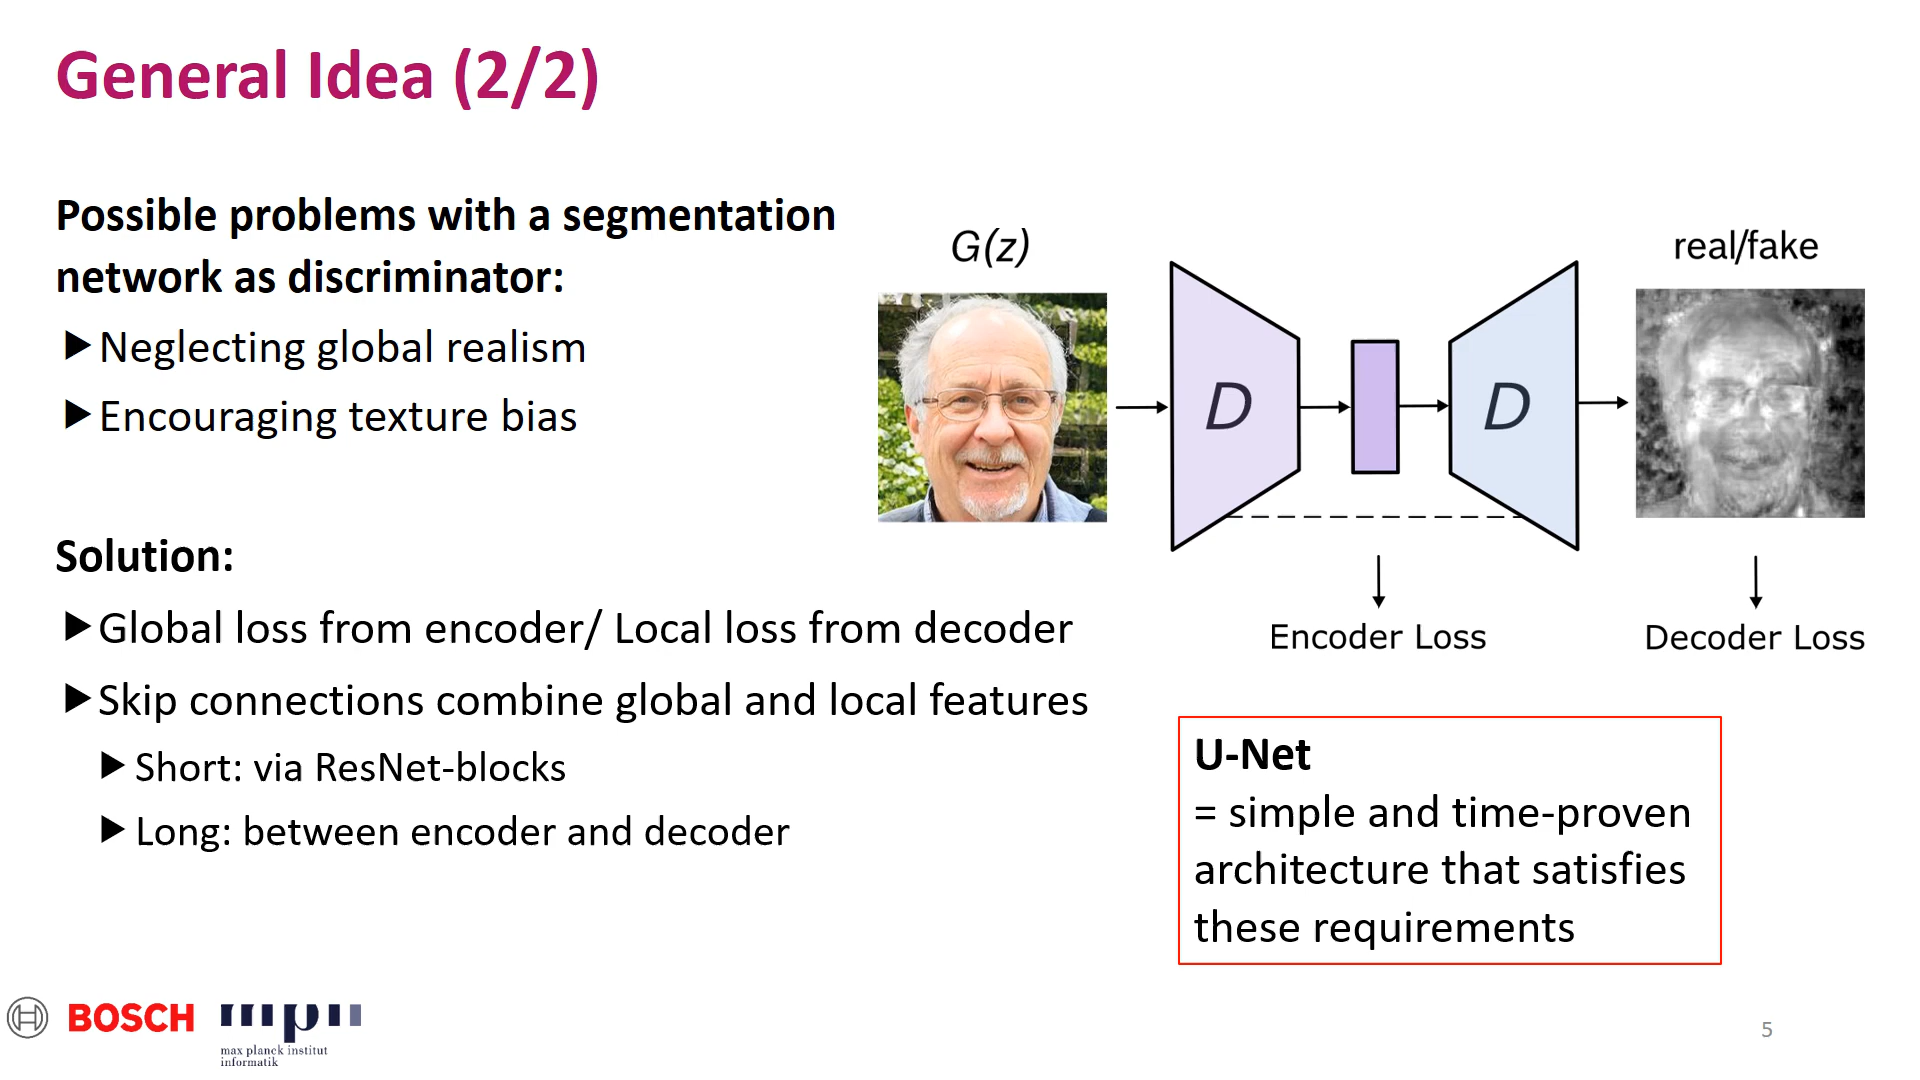 General Idea (2/2)
Possible problems with a segmentation
network as discriminator:
Neglecting global realism
Encouraging texture bias
Solution:
Global loss from encoder/ Local loss from decoder
Skip connections combine global and local features
Short: via ResNet-blocks
Long: between encoder and decoder
G(z)
D
D
real/fake
Encoder Loss
Decoder Loss
U-Net
= simple and time-proven
architecture that satisfies
these requirements
BOSCH
mpii
max planck institut
informatik
5